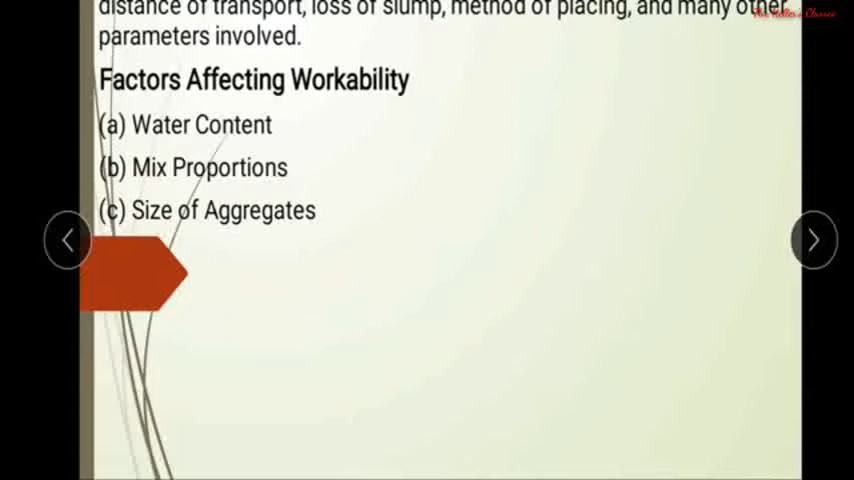 distance of transport, loss of slump, method of placing, and many other
parameters involved.
Factors Affecting Workability
(a) Water Content
(b) Mix Proportions
(c) Size of Aggregates